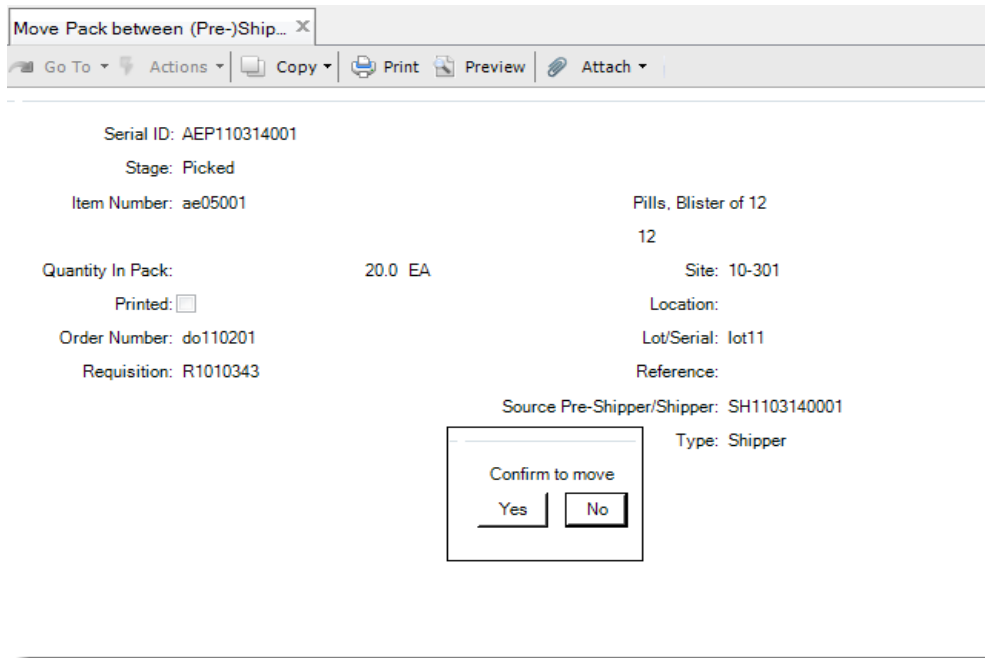 Move Pack between (Pre-)Ship...
Go To Actions Copy Print Preview Attach
Serial ID: AEP110314001
Stage: Picked
Item Number: ae05001 Pills, Blister of 12
12
Quantity In Pack: 20.0 EA Site: 10-301
Printed: Location:
Order Number: do110201 Lot/Serial: lot11
Requisition: R1010343 Reference:
Source Pre-Shipper/Shipper: SH1103140001
Type: Shipper
Confirm to move
Yes No